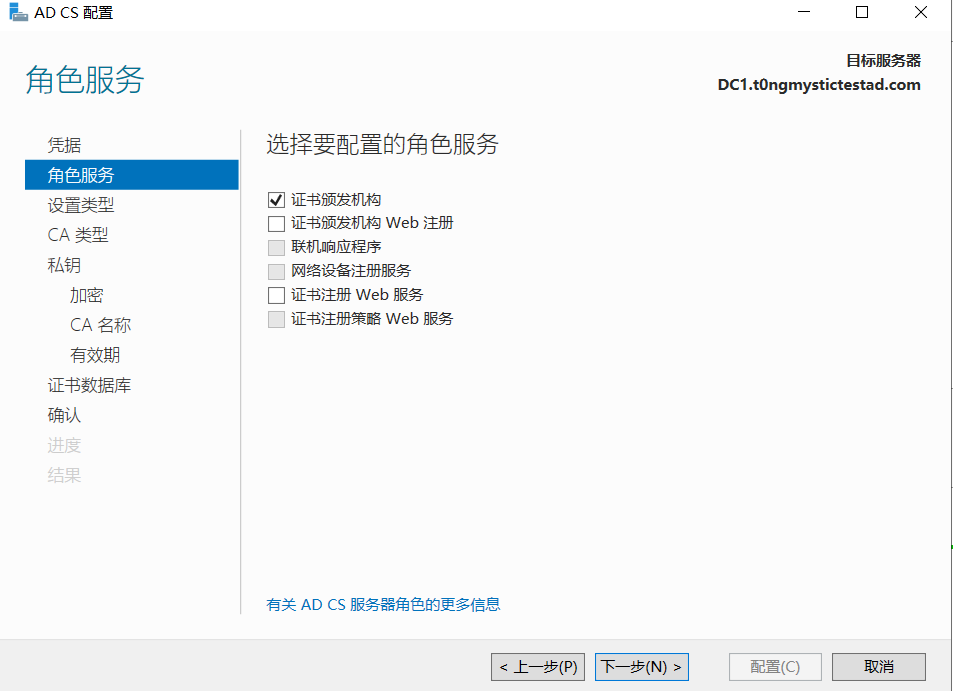 AD CS 配置
角色服务
目标服务器
DC1.t0ngmystictestad.com
凭据
角色服务
设置类型
CA 类型
私钥
加密
CA 名称
有效期
证书数据库
确认
进度
结果
选择要配置的角色服务
证书颁发机构
证书颁发机构 Web 注册
联机响应程序
网络设备注册服务
证书注册 Web 服务
证书注册策略 Web 服务
有关 AD CS 服务器角色的更多信息
< 上一步(P)
下一步(N) >
配置(C)
取消